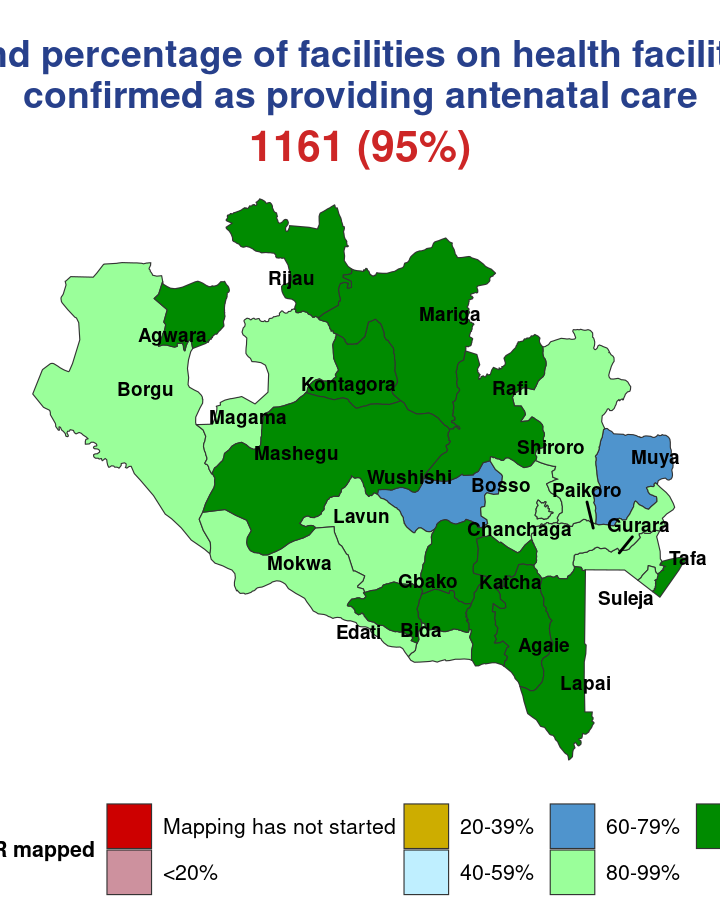 nd percentage of facilities on health facilit
confirmed as providing antenatal care
1161 (95%)
Rijau
Mariga
Agwara
Borgu
Kontagora
Rafi
Magama
Mashegu
Shiroro
Muya
Wushishi
Bosso
Paikoro
Lavun
Chanchaga
Gurara
Mokwa
Tafa
Gbako
Katcha
Suleja
Edati
Bida
Agaie
Lapai
R mapped
Mapping has not started
20-39%
60-79%
<20%
40-59%
80-99%